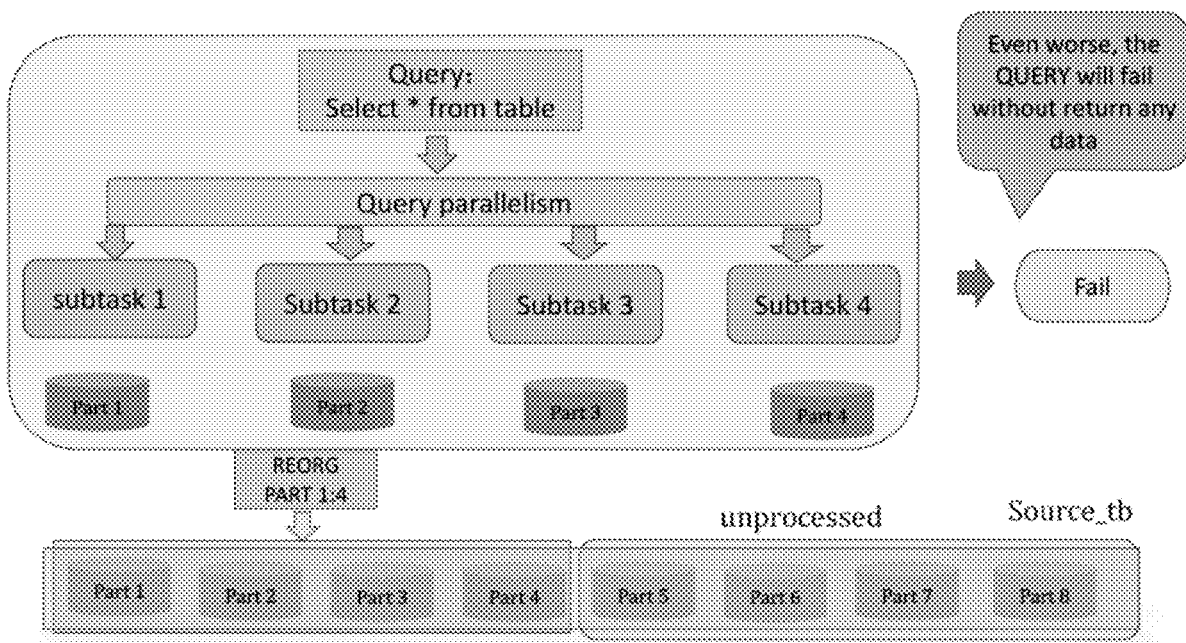 Query:
Select * from table
Query parallelism
subtask 1
Subtask 2
Subtask 3
Subtask 4
Part 1
Part 2
Part 3
Part 4
Even worse, the
QUERY will fail
without return any
data
Fail
REORG
PART 1.4
unprocessed
Source_tb
Part 1
Part 2
Part 3
Part 4
Part 5
Part 6
Part 7
Part 8